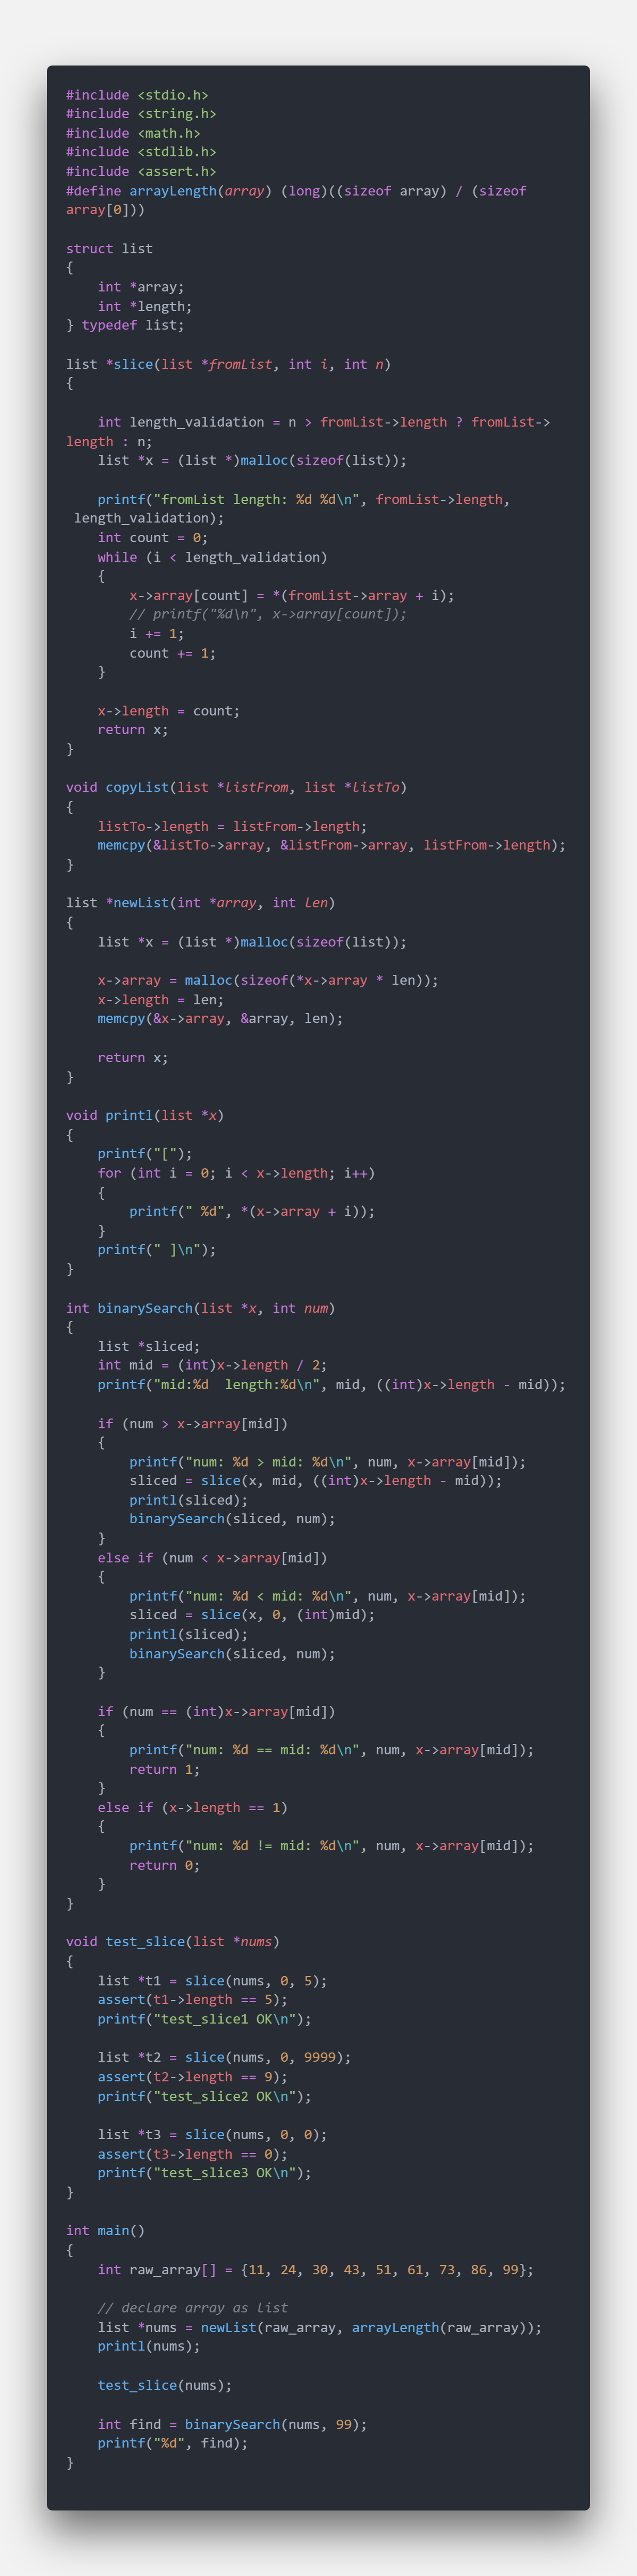 #include <stdio.h>
#include <string.h>
#include <math.h>
#include <stdlib.h>
#include <assert.h>
#define arrayLength(array) (long)((sizeof array) / (sizeof
array[0]))

struct list
{
    int *array;
    int *length;
} typedef list;

list *slice(list *fromList, int i, int n)
{

    int length_validation = n > fromList->length ? fromList->
length : n;
    list *x = (list *)malloc(sizeof(list));

    printf("fromList length: %d %d\n", fromList->length,
 length_validation);
    int count = 0;
    while (i < length_validation)
    {
        x->array[count] = *(fromList->array + i);
        // printf("%d\n", x->array[count]);
        i += 1;
        count += 1;
    }

    x->length = count;
    return x;
}

void copyList(list *listFrom, list *listTo)
{
    listTo->length = listFrom->length;
    memcpy(&listTo->array, &listFrom->array, listFrom->length);
}

list *newList(int *array, int len)
{
    list *x = (list *)malloc(sizeof(list));

    x->array = malloc(sizeof(*x->array * len));
    x->length = len;
    memcpy(&x->array, &array, len);

    return x;
}

void printl(list *x)
{
    printf("[");
    for (int i = 0; i < x->length; i++)
    {
        printf(" %d", *(x->array + i));
    }
    printf(" ]\n");
}

int binarySearch(list *x, int num)
{
    list *sliced;
    int mid = (int)x->length / 2;
    printf("mid:%d  length:%d\n", mid, ((int)x->length - mid));

    if (num > x->array[mid])
    {
        printf("num: %d > mid: %d\n", num, x->array[mid]);
        sliced = slice(x, mid, ((int)x->length - mid));
        printl(sliced);
        binarySearch(sliced, num);
    }
    else if (num < x->array[mid])
    {
        printf("num: %d < mid: %d\n", num, x->array[mid]);
        sliced = slice(x, 0, (int)mid);
        printl(sliced);
        binarySearch(sliced, num);
    }

    if (num == (int)x->array[mid])
    {
        printf("num: %d == mid: %d\n", num, x->array[mid]);
        return 1;
    }
    else if (x->length == 1)
    {
        printf("num: %d != mid: %d\n", num, x->array[mid]);
        return 0;
    }
}

void test_slice(list *nums)
{
    list *t1 = slice(nums, 0, 5);
    assert(t1->length == 5);
    printf("test_slice1 OK\n");

    list *t2 = slice(nums, 0, 9999);
    assert(t2->length == 9);
    printf("test_slice2 OK\n");

    list *t3 = slice(nums, 0, 0);
    assert(t3->length == 0);
    printf("test_slice3 OK\n");
}

int main()
{
    int raw_array[] = {11, 24, 30, 43, 51, 61, 73, 86, 99};

    // declare array as list
    list *nums = newList(raw_array, arrayLength(raw_array));
    printl(nums);

    test_slice(nums);

    int find = binarySearch(nums, 99);
    printf("%d", find);
}